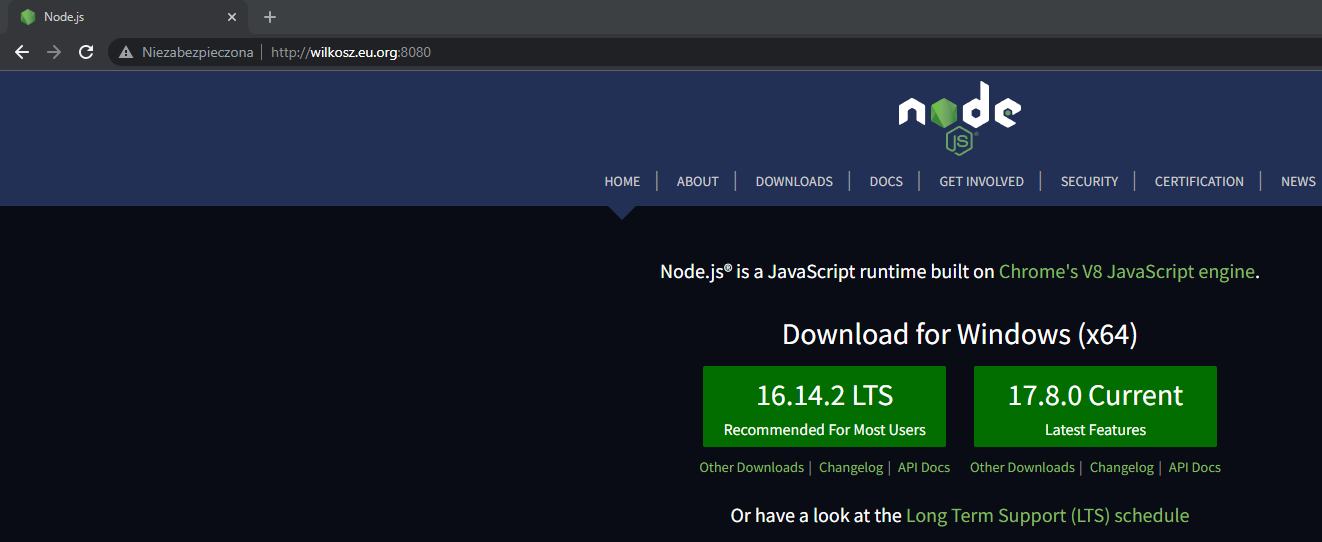 Node.js
Niezabezpieczona | http://wilkosz.eu.org:8080
node
JS
HOME | ABOUT | DOWNLOADS | DOCS | GET INVOLVED | SECURITY | CERTIFICATION | NEWS
Node.js® is a JavaScript runtime built on Chrome's V8 JavaScript engine.
Download for Windows (x64)
16.14.2 LTS
Recommended For Most Users
17.8.0 Current
Latest Features
Other Downloads | Changelog | API Docs
Other Downloads | Changelog | API Docs
Or have a look at the Long Term Support (LTS) schedule